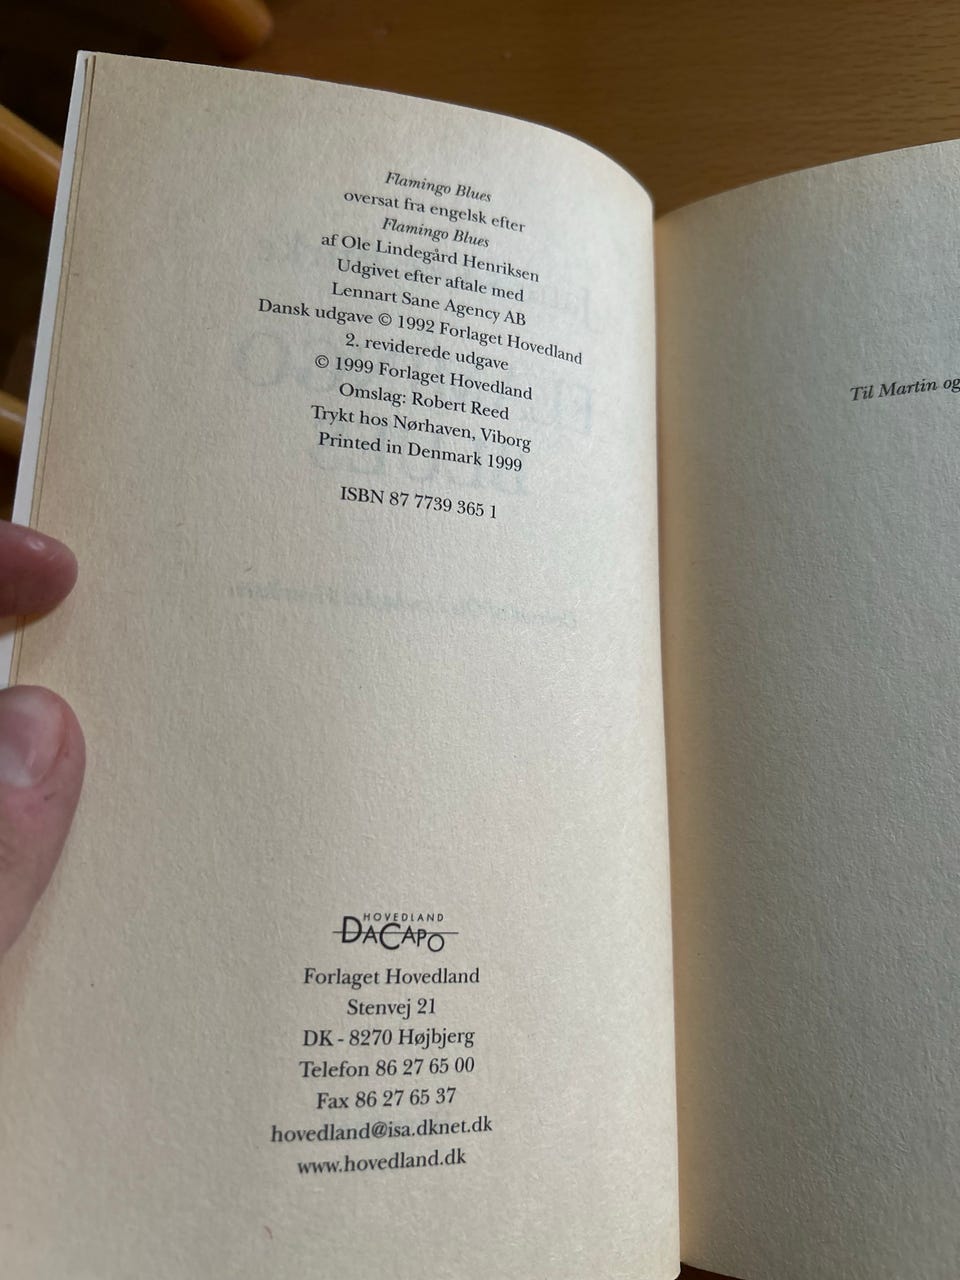 Flamingo Blues
oversat fra engelsk efter
Flamingo Blues
af Ole Lindegård Henriksen
Udgivet efter aftale med
Lennart Sane Agency AB
Dansk udgave © 1992 Forlaget Hovedland
2. reviderede udgave
© 1999 Forlaget Hovedland
Omslag: Robert Reed
Trykt hos Nørhaven, Viborg
Printed in Denmark 1999
ISBN 87 7739 365 1
HOVEDLAND
DACAPO
Forlaget Hovedland
Stenvej 21
DK - 8270 Højbjerg
Telefon 86 27 65 00
Fax 86 27 65 37
hovedland@isa.dknet.dk
www.hovedland.dk
Til Martin og